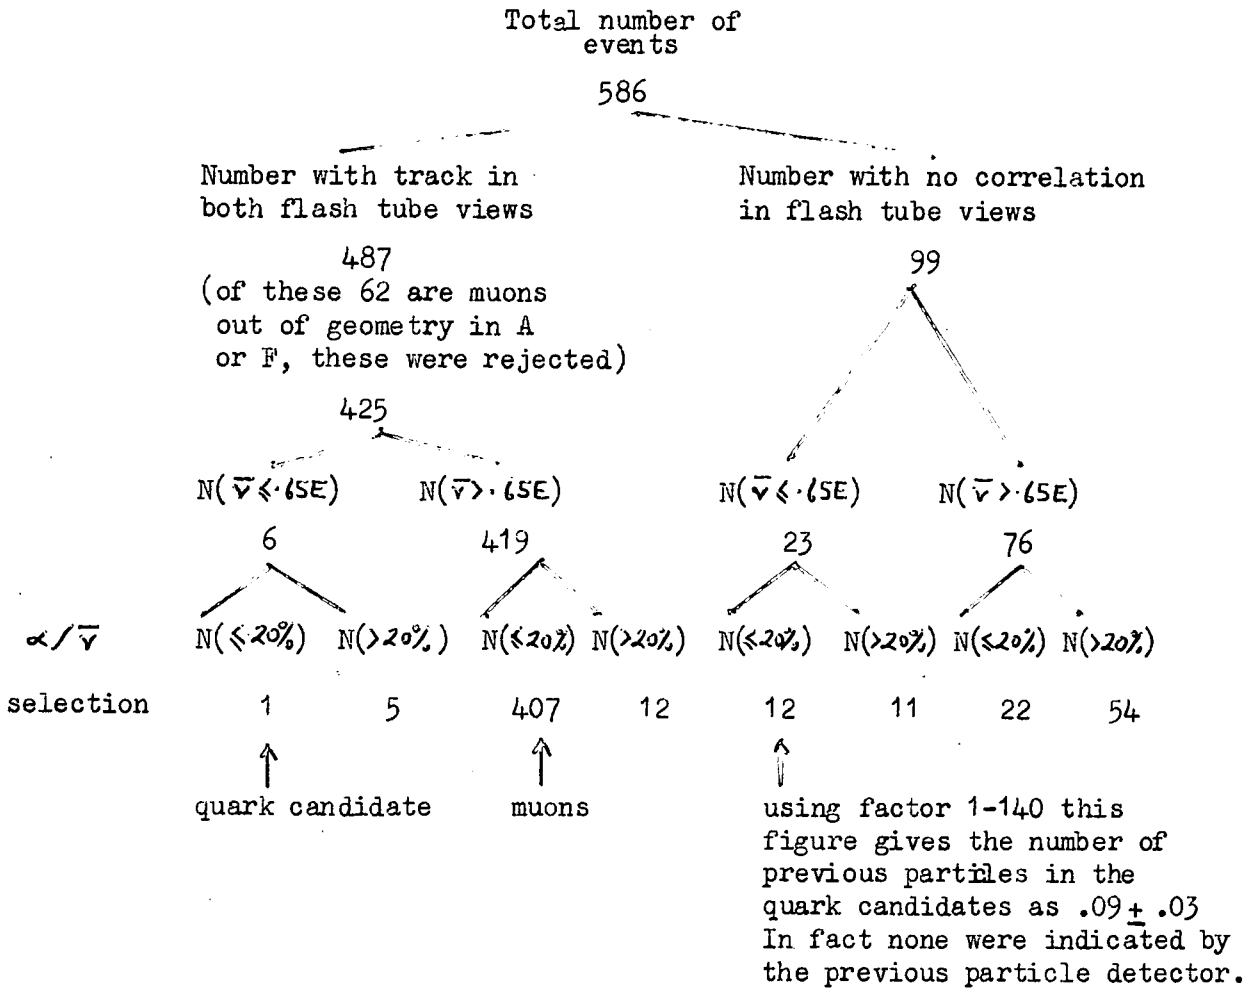 Total number of
events
586
Number with track in
both flash tube views
487
(of these 62 are muons
out of geometry in A
or F, these were rejected)
425
Number with no correlation
in flash tube views
99
N(v̅≤·65E) N(v̅>·65E) N(v̅≤·65E) N(v̅>·65E)
6 419 23 76
α/v̅ N(≤20%) N(>20%) N(≤20%) N(>20%) N(≤20%) N(>20%) N(≤20%) N(>20%)
selection 1 5 407 12 12 11 22 54
quark candidate
muons
using factor 1-140 this
figure gives the number of
previous partiles in the
quark candidates as .09 ± .03
In fact none were indicated by
the previous particle detector.